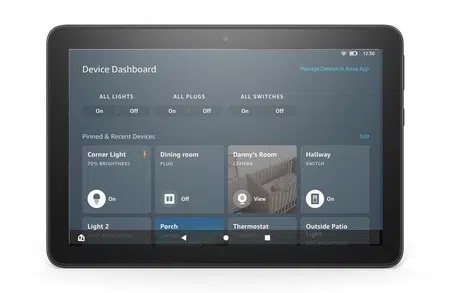 12:30
Device Dashboard
Manage Devices in Alexa App
ALL LIGHTS
ALL PLUGS
ALL SWITCHES
On Off
On Off
On Off
Pinned & Recent Devices
Edit
Corner Light
70% BRIGHTNESS
On
Dining room
PLUG
Off
Danny's Room
CAMERA
View
Hallway
SWITCH
On
Light 2
Porch
Thermostat
Outside Patio
Light